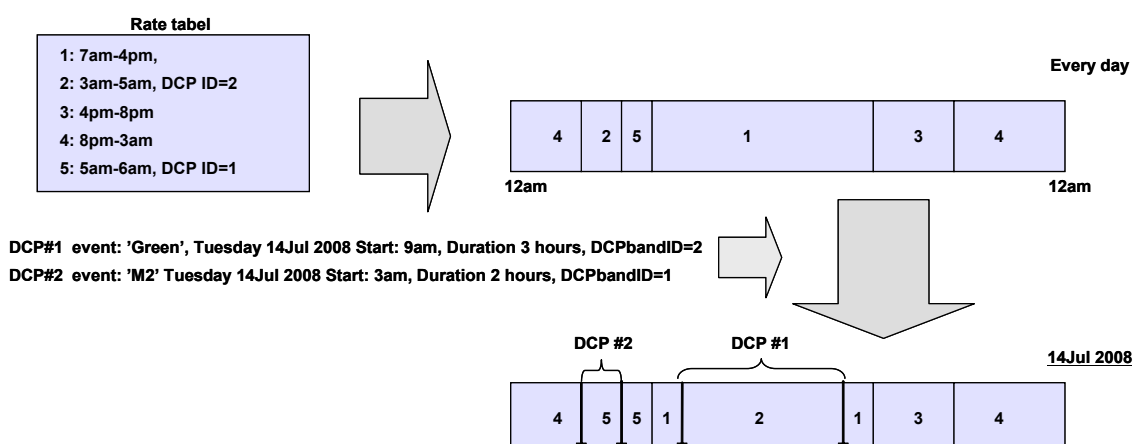 Rate tabel
1: 7am-4pm,
2: 3am-5am, DCP ID=2
3: 4pm-8pm
4: 8pm-3am
5: 5am-6am, DCP ID=1
Every day
4 2 5 1 3 4
12am 12am
DCP#1 event: ’Green’, Tuesday 14Jul 2008 Start: 9am, Duration 3 hours, DCPbandID=2
DCP#2 event: ’M2’ Tuesday 14Jul 2008 Start: 3am, Duration 2 hours, DCPbandID=1
DCP #2 DCP #1
14Jul 2008
4 5 5 1 2 1 3 4